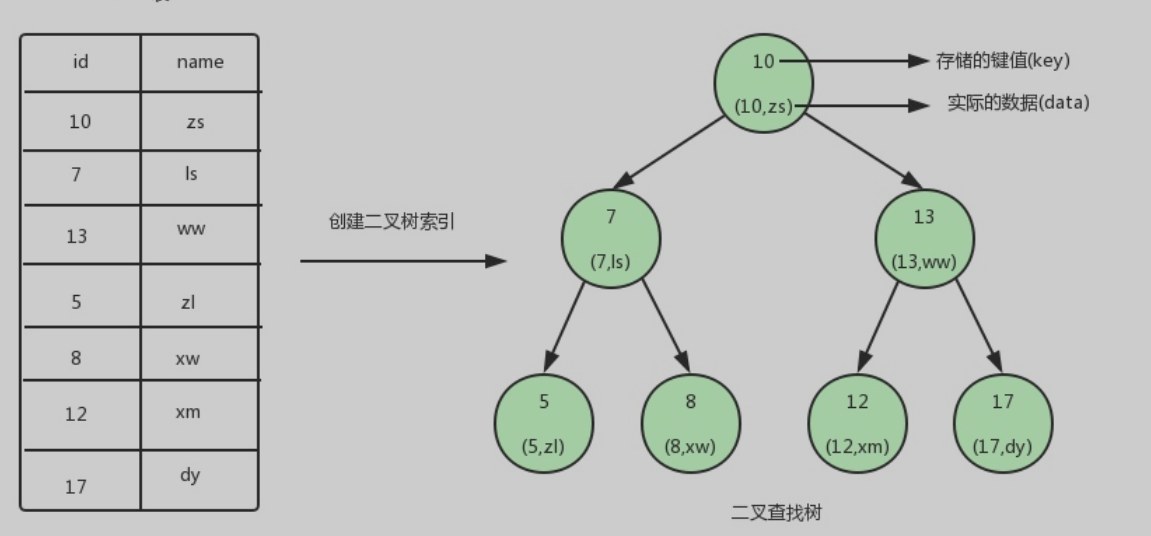 id name
10 zs
7 ls
13 ww
5 zl
8 xw
12 xm
17 dy
创建二叉树索引
10
(10,zs)
存储的键值(key)
实际的数据(data)
7
(7,ls)
13
(13,ww)
5
(5,zl)
8
(8,xw)
12
(12,xm)
17
(17,dy)
二叉查找树